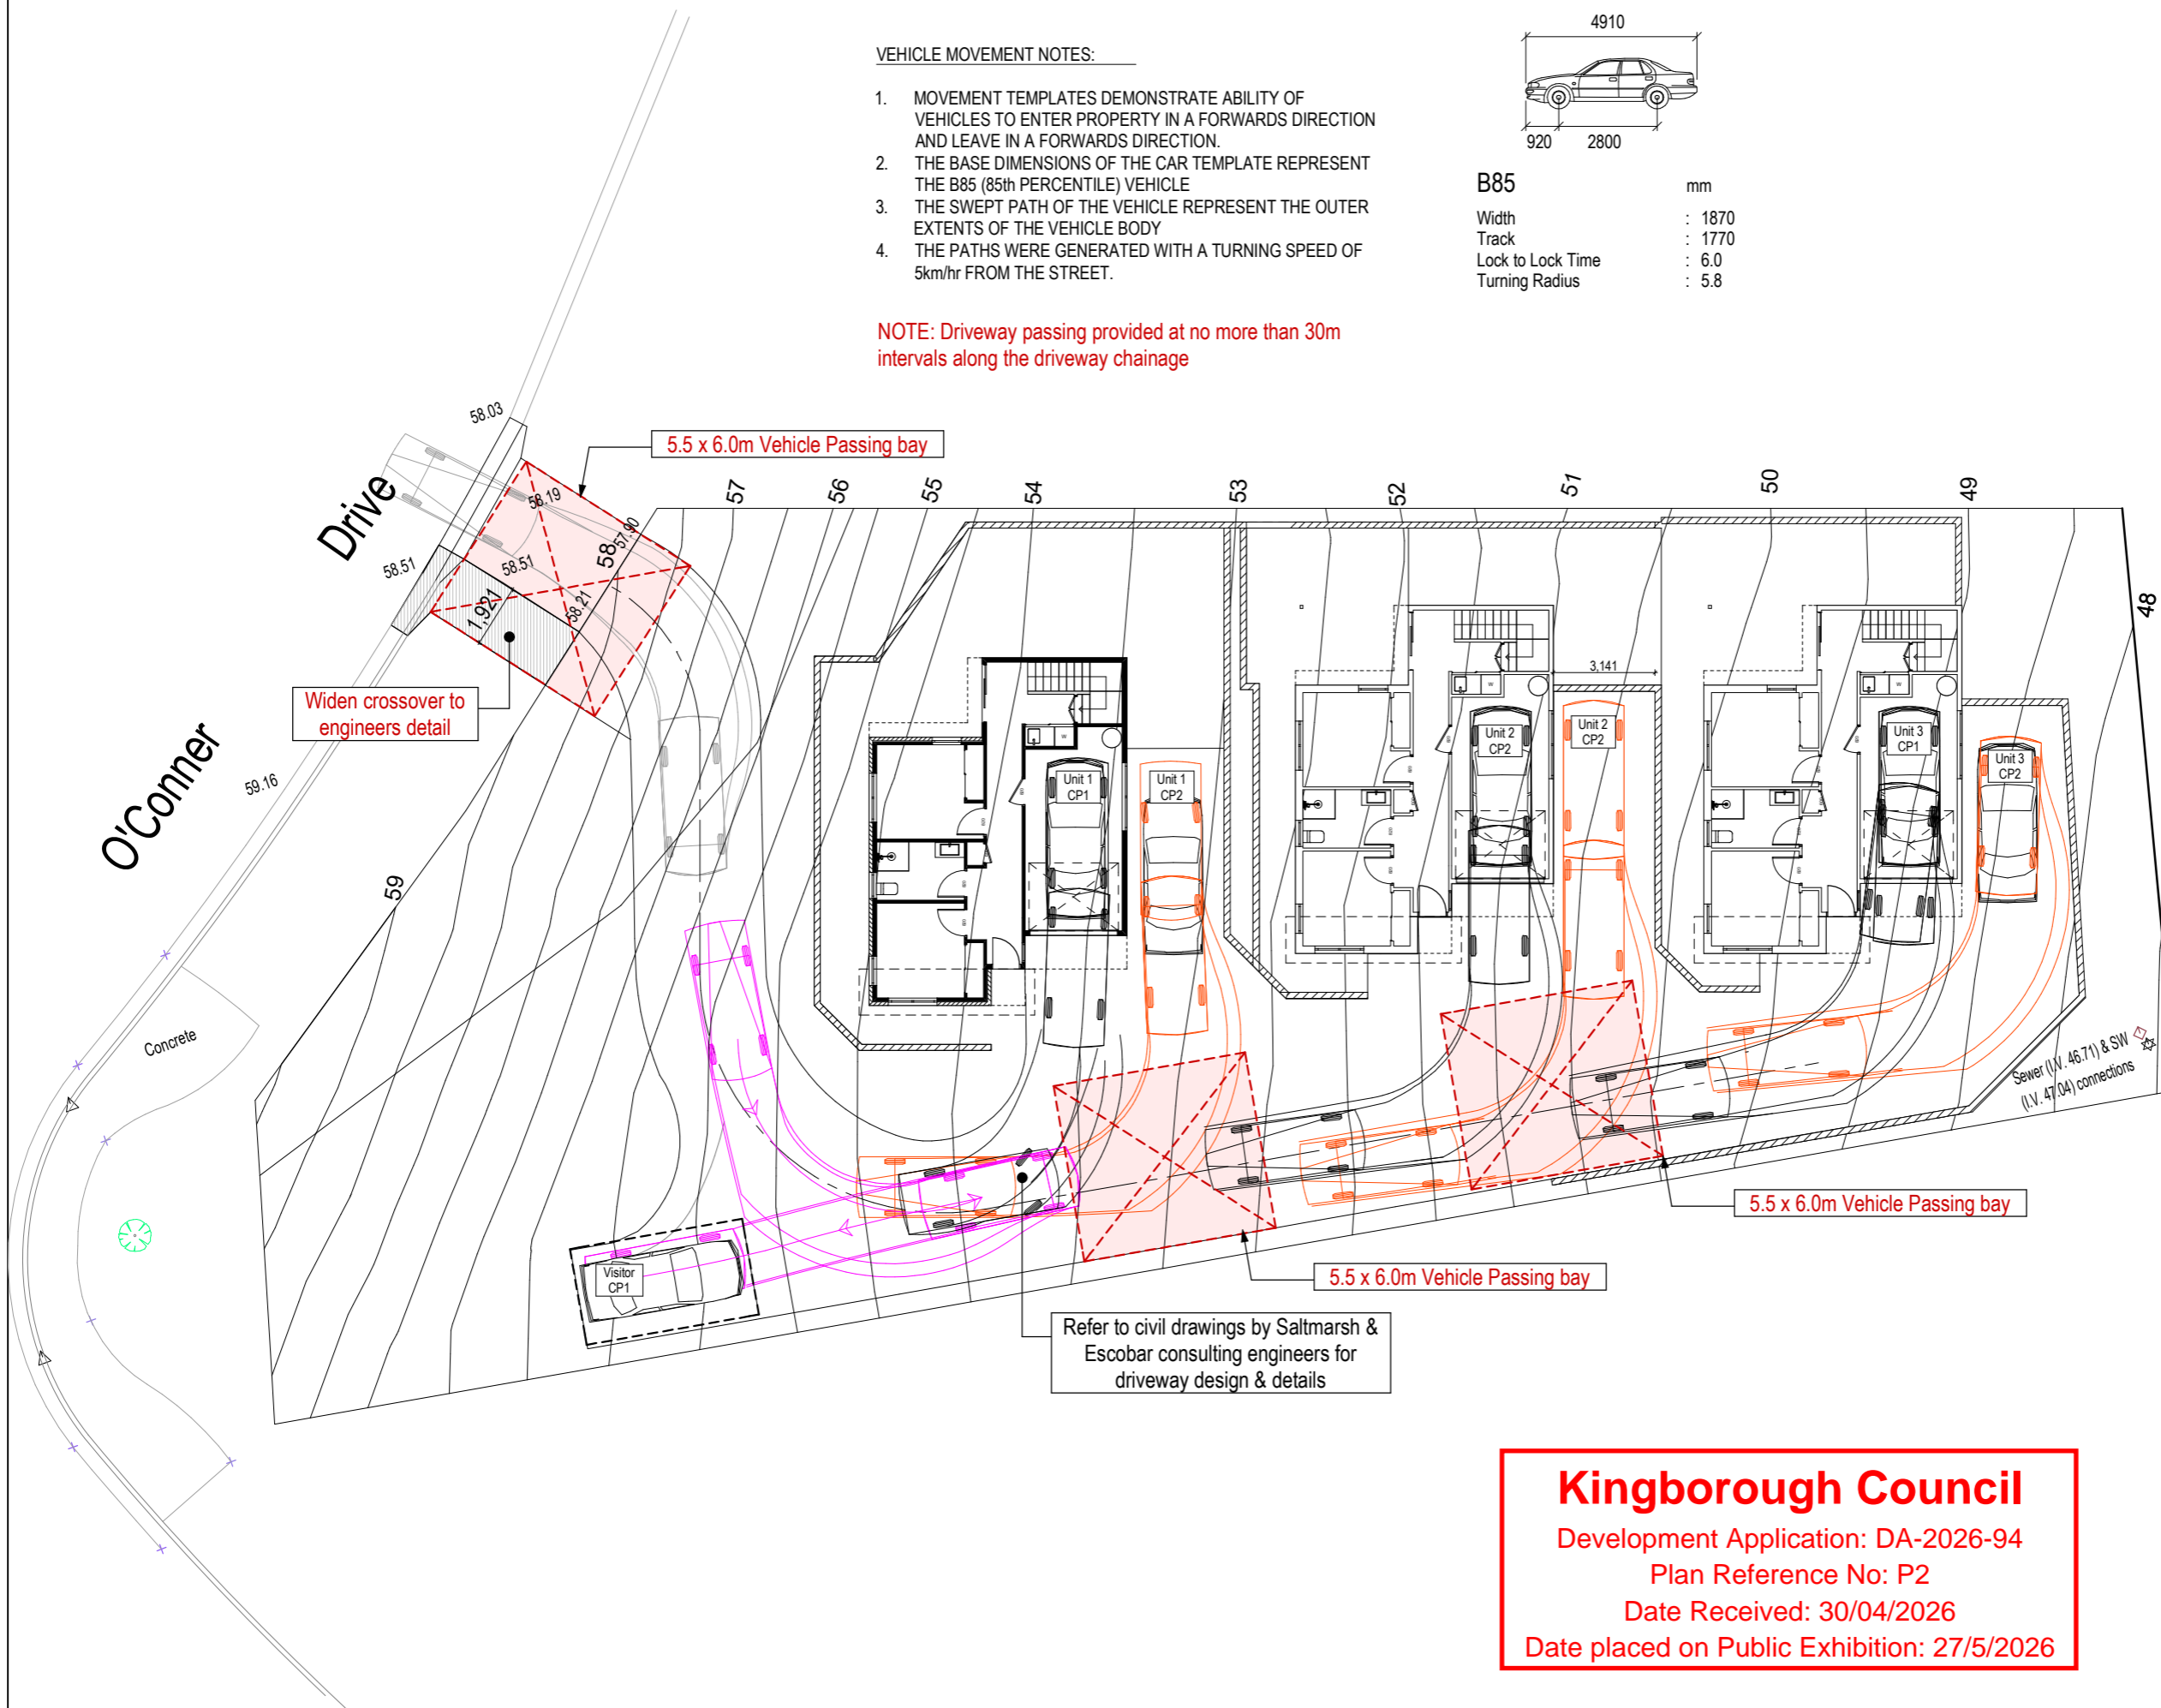 VEHICLE MOVEMENT NOTES:
1. MOVEMENT TEMPLATES DEMONSTRATE ABILITY OF
VEHICLES TO ENTER PROPERTY IN A FORWARDS DIRECTION
AND LEAVE IN A FORWARDS DIRECTION.
2. THE BASE DIMENSIONS OF THE CAR TEMPLATE REPRESENT
THE B85 (85th PERCENTILE) VEHICLE
3. THE SWEPT PATH OF THE VEHICLE REPRESENT THE OUTER
EXTENTS OF THE VEHICLE BODY
4. THE PATHS WERE GENERATED WITH A TURNING SPEED OF
5km/hr FROM THE STREET.
NOTE: Driveway passing provided at no more than 30m
intervals along the driveway chainage
4910
920 2800
B85 mm
Width : 1870
Track : 1770
Lock to Lock Time : 6.0
Turning Radius : 5.8
58.03
5.5 x 6.0m Vehicle Passing bay
Drive
58.19
57.90
58
58.51
58.51
58.21
1,921
57
56
55
54
53
52
51
50
49
48
Widen crossover to
engineers detail
O'Conner
59.16
59
Concrete
3,141
W
W
W
Unit 1
CP1
Unit 1
CP2
Unit 2
CP2
Unit 2
CP2
Unit 3
CP1
Unit 3
CP2
Sewer (I.V. 46.71) & SW
(I.V. 47.04) connections
5.5 x 6.0m Vehicle Passing bay
5.5 x 6.0m Vehicle Passing bay
Visitor
CP1
Refer to civil drawings by Saltmarsh &
Escobar consulting engineers for
driveway design & details
Kingborough Council
Development Application: DA-2026-94
Plan Reference No: P2
Date Received: 30/04/2026
Date placed on Public Exhibition: 27/5/2026